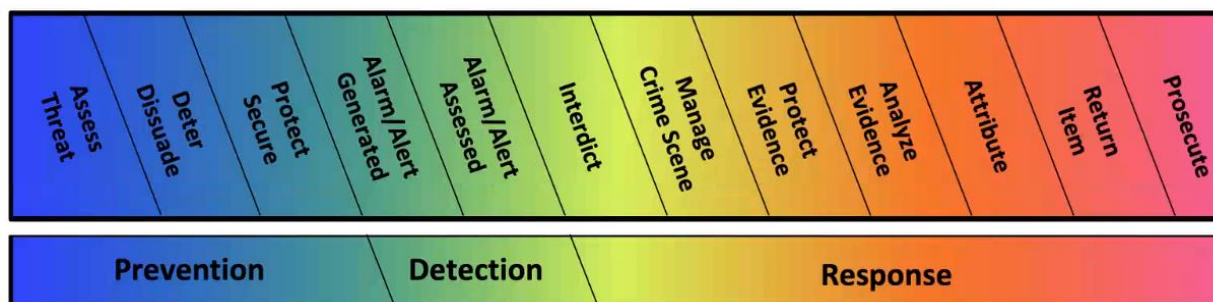 Assess
Threat
Deter
Dissuade
Protect
Secure
Alarm/Alert
Generated
Alarm/Alert
Assessed
Interdict
Manage
Crime Scene
Protect
Evidence
Analyze
Evidence
Attribute
Return
Item
Prosecute
Prevention
Detection
Response